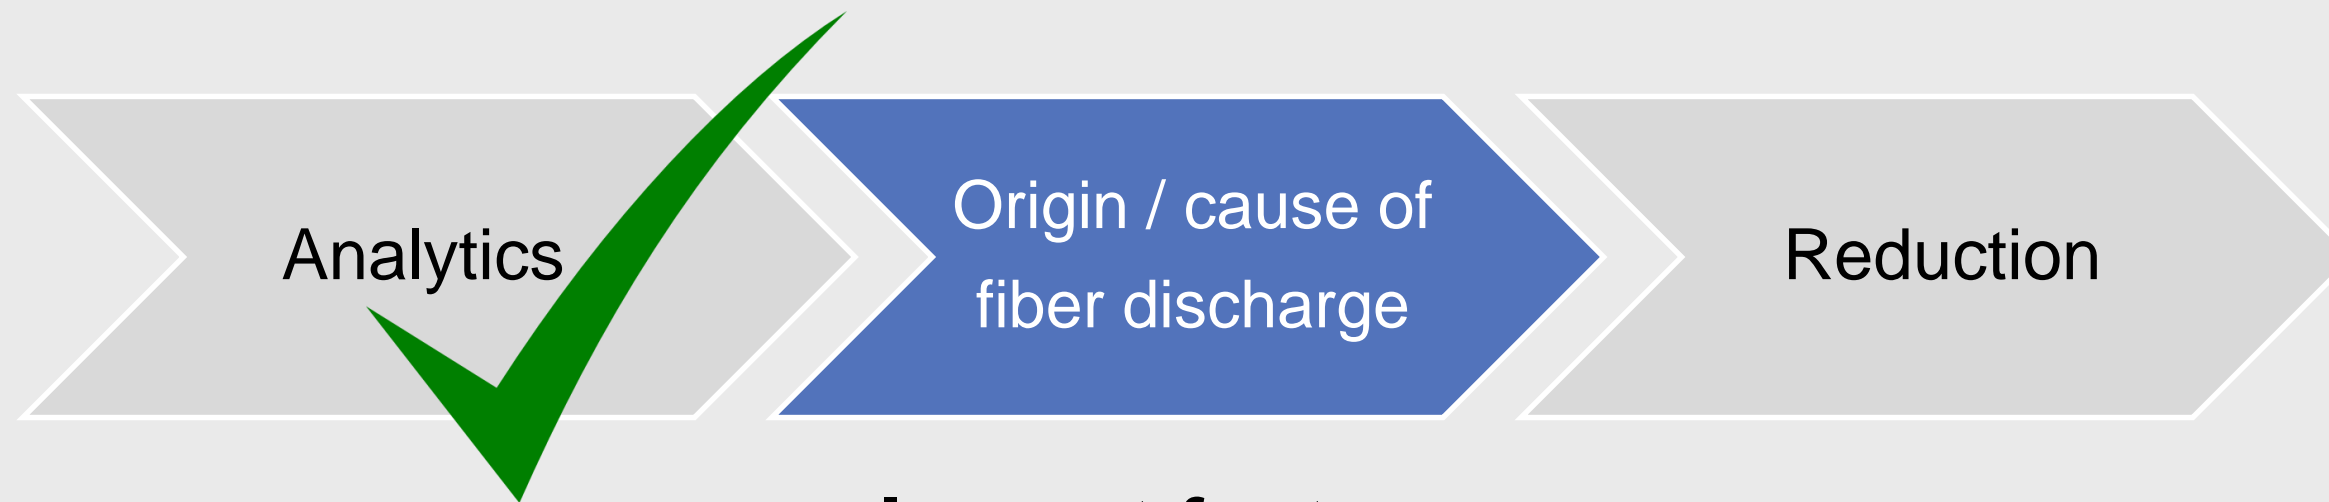 Analytics
Origin / cause of
fiber discharge
Reduction